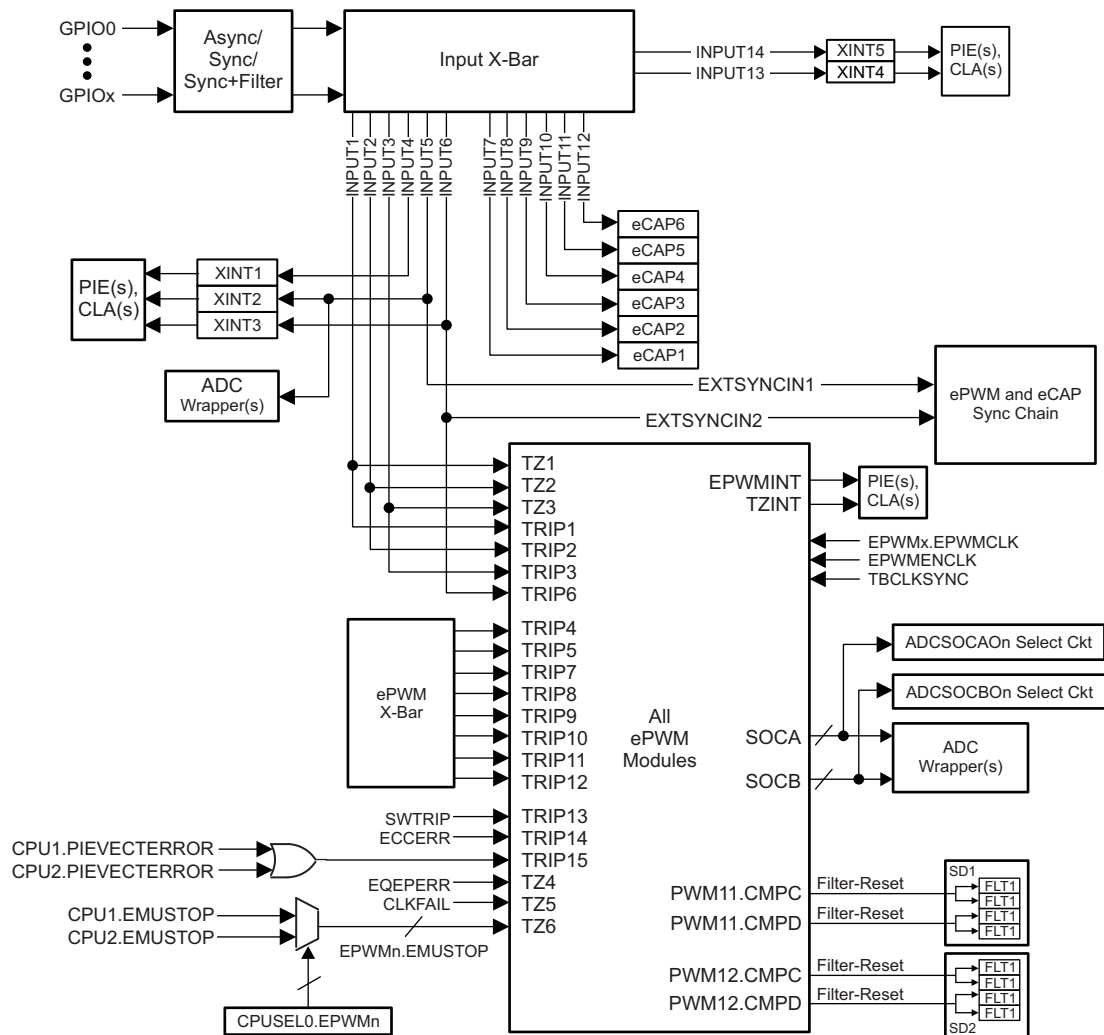 GPIO0
GPIOx
Async/
Sync/
Sync+Filter
Input X-Bar
INPUT14
INPUT13
XINT5
XINT4
PIE(s),
CLA(s)
INPUT1
INPUT2
INPUT3
INPUT4
INPUT5
INPUT6
INPUT7
INPUT8
INPUT9
INPUT10
INPUT11
INPUT12
eCAP6
eCAP5
eCAP4
eCAP3
eCAP2
eCAP1
PIE(s),
CLA(s)
XINT1
XINT2
XINT3
ADC
Wrapper(s)
EXTSYNCIN1
EXTSYNCIN2
ePWM and eCAP
Sync Chain
TZ1
TZ2
TZ3
TRIP1
TRIP2
TRIP3
TRIP6
EPWMINT
TZINT
PIE(s),
CLA(s)
EPWMx.EPWMCLK
EPWMENCLK
TBCLKSYNC
ePWM
X-Bar
TRIP4
TRIP5
TRIP7
TRIP8
TRIP9
TRIP10
TRIP11
TRIP12
All
ePWM
Modules
ADCSOCAOn Select Ckt
ADCSOCBOn Select Ckt
SOCA
SOCB
ADC
Wrapper(s)
SWTRIP
ECCERR
TRIP13
TRIP14
TRIP15
CPU1.PIEVECTERROR
CPU2.PIEVECTERROR
EQEPERR
CLKFAIL
TZ4
TZ5
TZ6
CPU1.EMUSTOP
CPU2.EMUSTOP
EPWMn.EMUSTOP
CPUSEL0.EPWMn
PWM11.CMPC
PWM11.CMPD
Filter-Reset
Filter-Reset
SD1
FLT1
FLT1
FLT1
FLT1
PWM12.CMPC
PWM12.CMPD
Filter-Reset
Filter-Reset
FLT1
FLT1
FLT1
FLT1
SD2